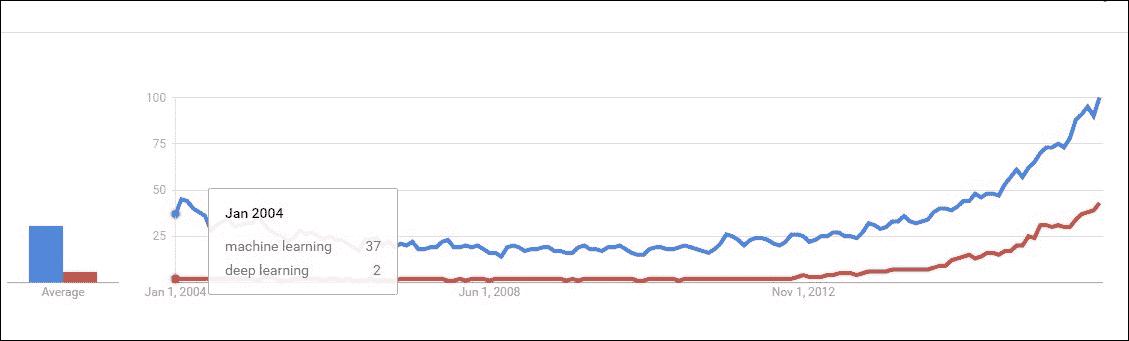 100
75
50
25
Jan 2004
machine learning 37
deep learning 2
Average
Jan 1, 2004
Jun 1, 2008
Nov 1, 2012